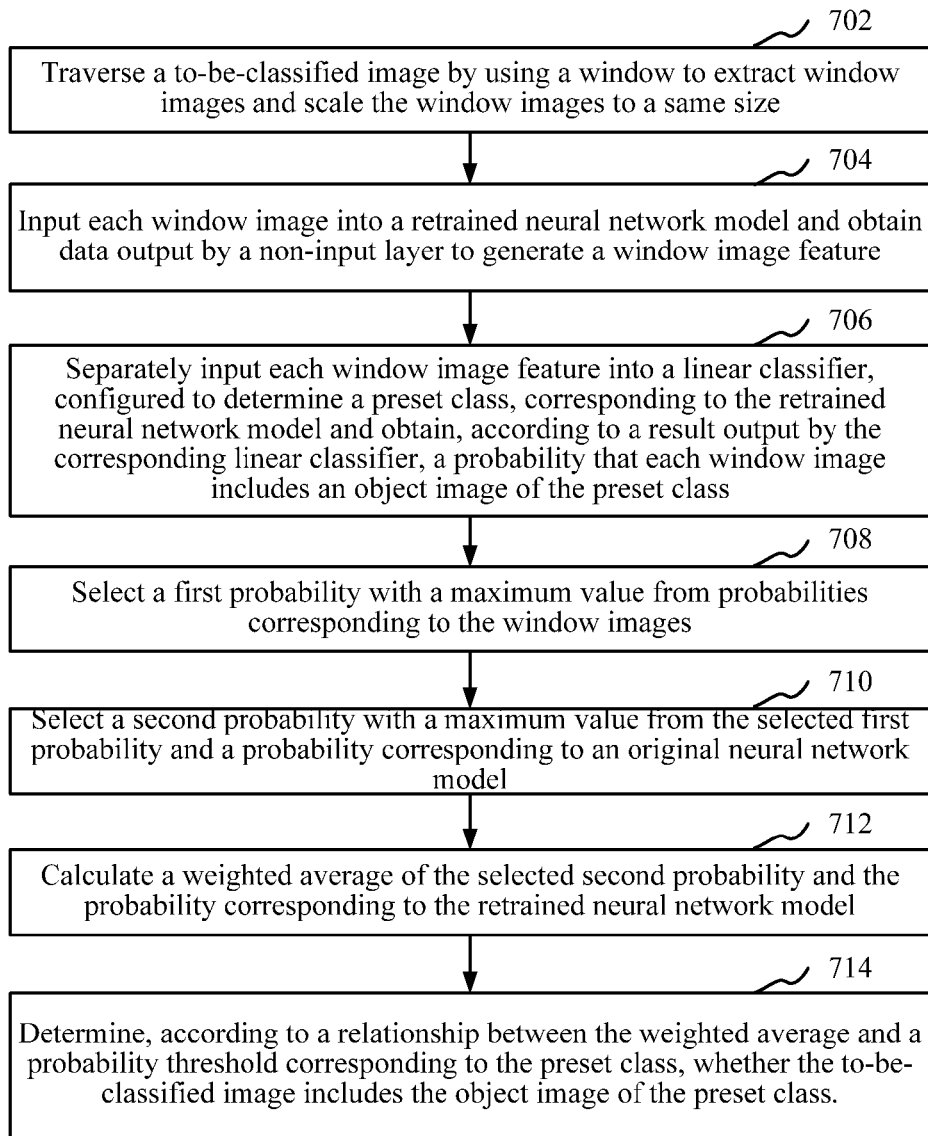 702
Traverse a to-be-classified image by using a window to extract window
images and scale the window images to a same size
704
Input each window image into a retrained neural network model and obtain
data output by a non-input layer to generate a window image feature
706
Separately input each window image feature into a linear classifier,
configured to determine a preset class, corresponding to the retrained
neural network model and obtain, according to a result output by the
corresponding linear classifier, a probability that each window image
includes an object image of the preset class
708
Select a first probability with a maximum value from probabilities
corresponding to the window images
710
Select a second probability with a maximum value from the selected first
probability and a probability corresponding to an original neural network
model
712
Calculate a weighted average of the selected second probability and the
probability corresponding to the retrained neural network model
714
Determine, according to a relationship between the weighted average and a
probability threshold corresponding to the preset class, whether the to-be-
classified image includes the object image of the preset class.